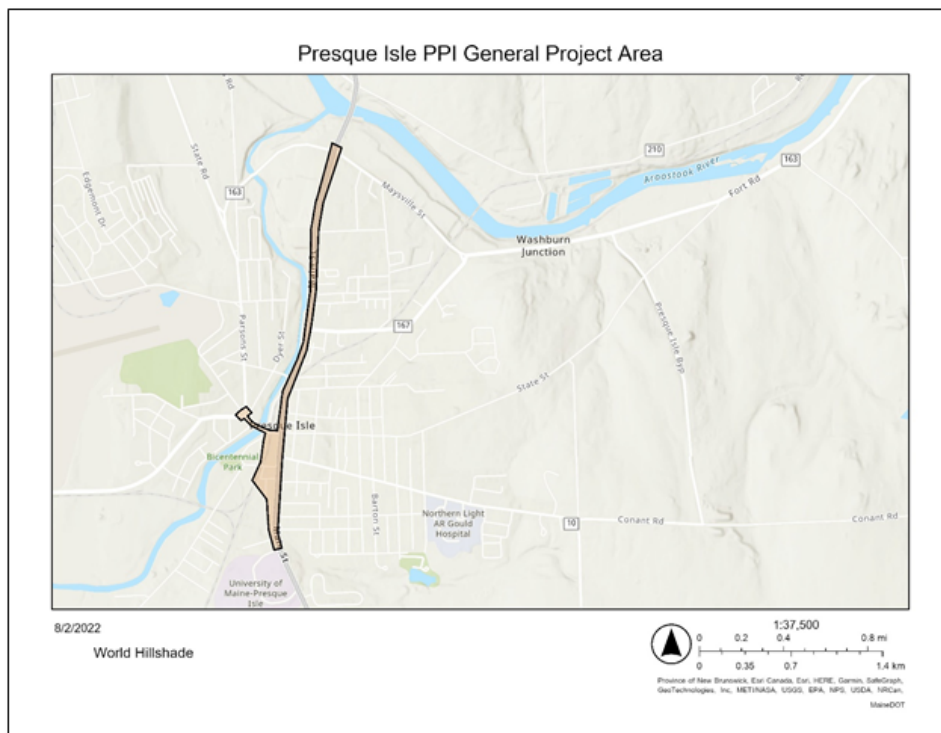 Presque Isle PPI General Project Area
Rd
State Rd
Edgemont Dr
163
Maysville St
210
Aroostook River
163
Fort Rd
Washburn
Junction
Presque Isle Byp
167
Dyer St
Parsons St
State St
Presque Isle
Bicentennial
Park
Barton St
Northern Light
AR Gould
Hospital
10
Conant Rd
Conant Rd
St
University of
Maine-Presque
Isle
8/2/2022
World Hillshade
1:37,500
0 0.2 0.4 0.8 mi
0 0.35 0.7 1.4 km
Province of New Brunswick, Esri Canada, Esri, HERE, Garmin, SafeGraph,
GeoTechnologies, Inc, METI/NASA, USGS, EPA, NPS, USDA, NRCan,
MaineDOT